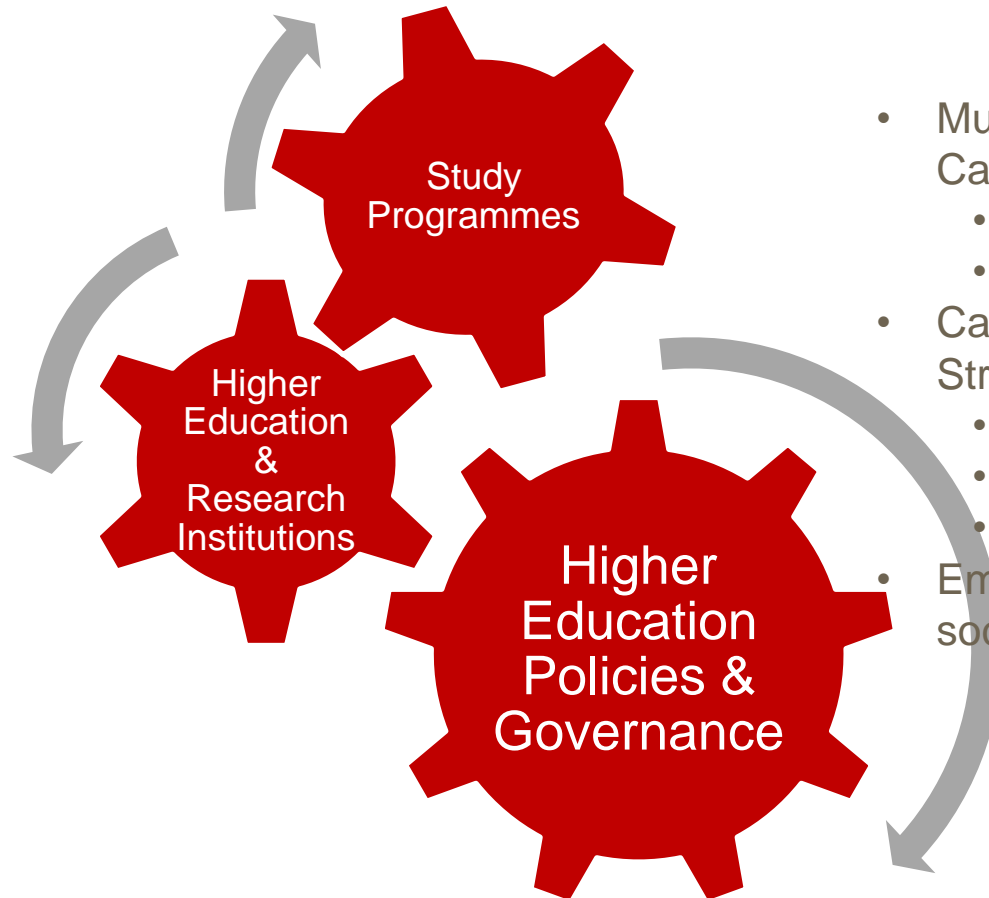 Study
Programmes
Higher
Education
&
Research
Institutions
Higher
Education
Policies &
Governance
•
•
•
•
•
•
•
•